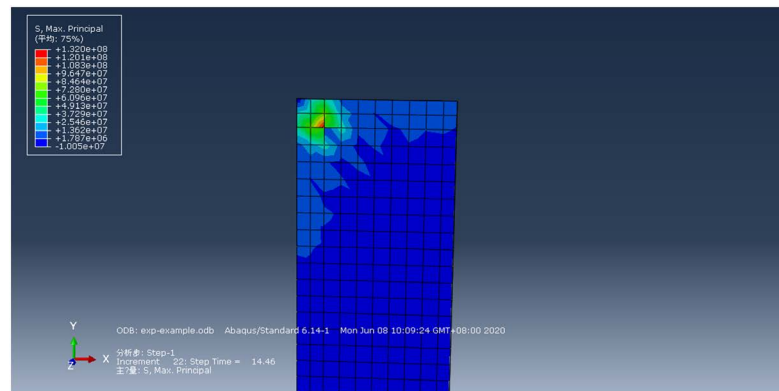 S, Max. Principal
(平均: 75%)
+1.320e+08
+1.201e+08
+1.083e+08
+9.647e+07
+8.464e+07
+7.280e+07
+6.096e+07
+4.913e+07
+3.729e+07
+2.546e+07
+1.362e+07
+1.787e+06
-1.005e+07
Y
Z X
ODB: exp-example.odb Abaqus/Standard 6.14-1 Mon Jun 08 10:09:24 GMT+08:00 2020
分析步: Step-1
Increment 22: Step Time = 14.46
主?量: S, Max. Principal